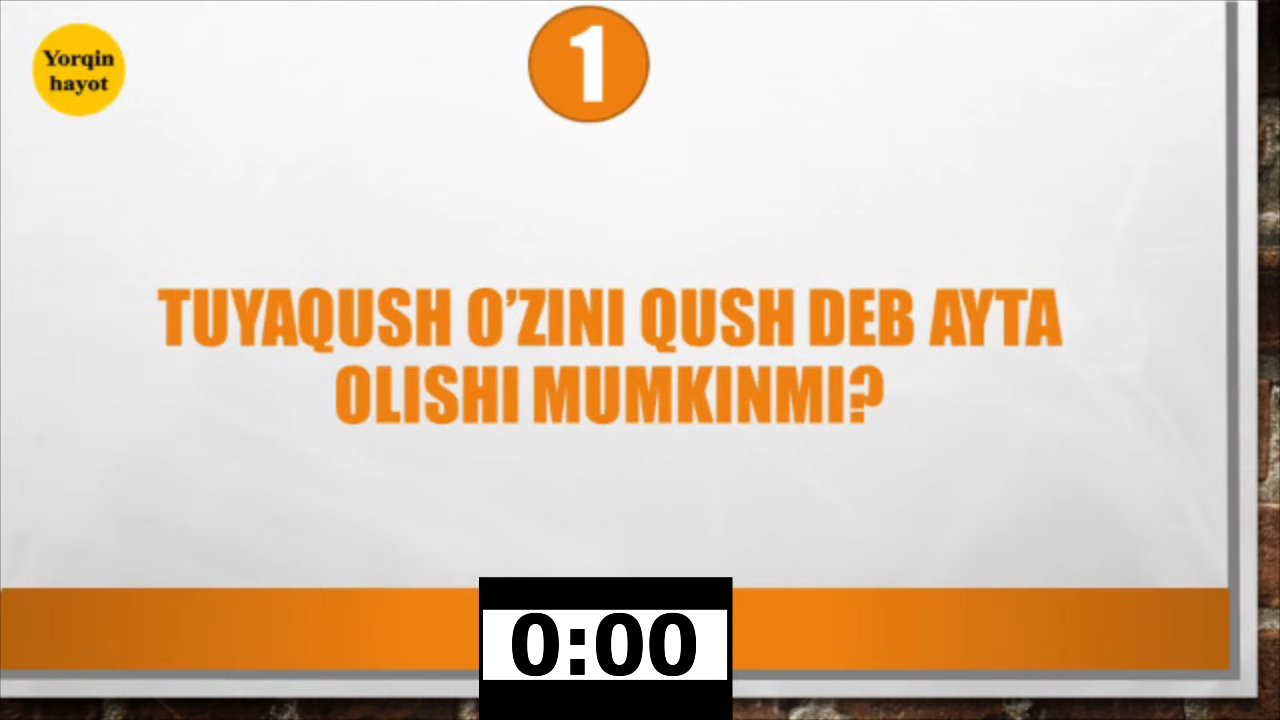 Yorqin
hayot
1
TUYAQUSH O’ZINI QUSH DEB AYTA
OLISHI MUMKINMI?
0:00